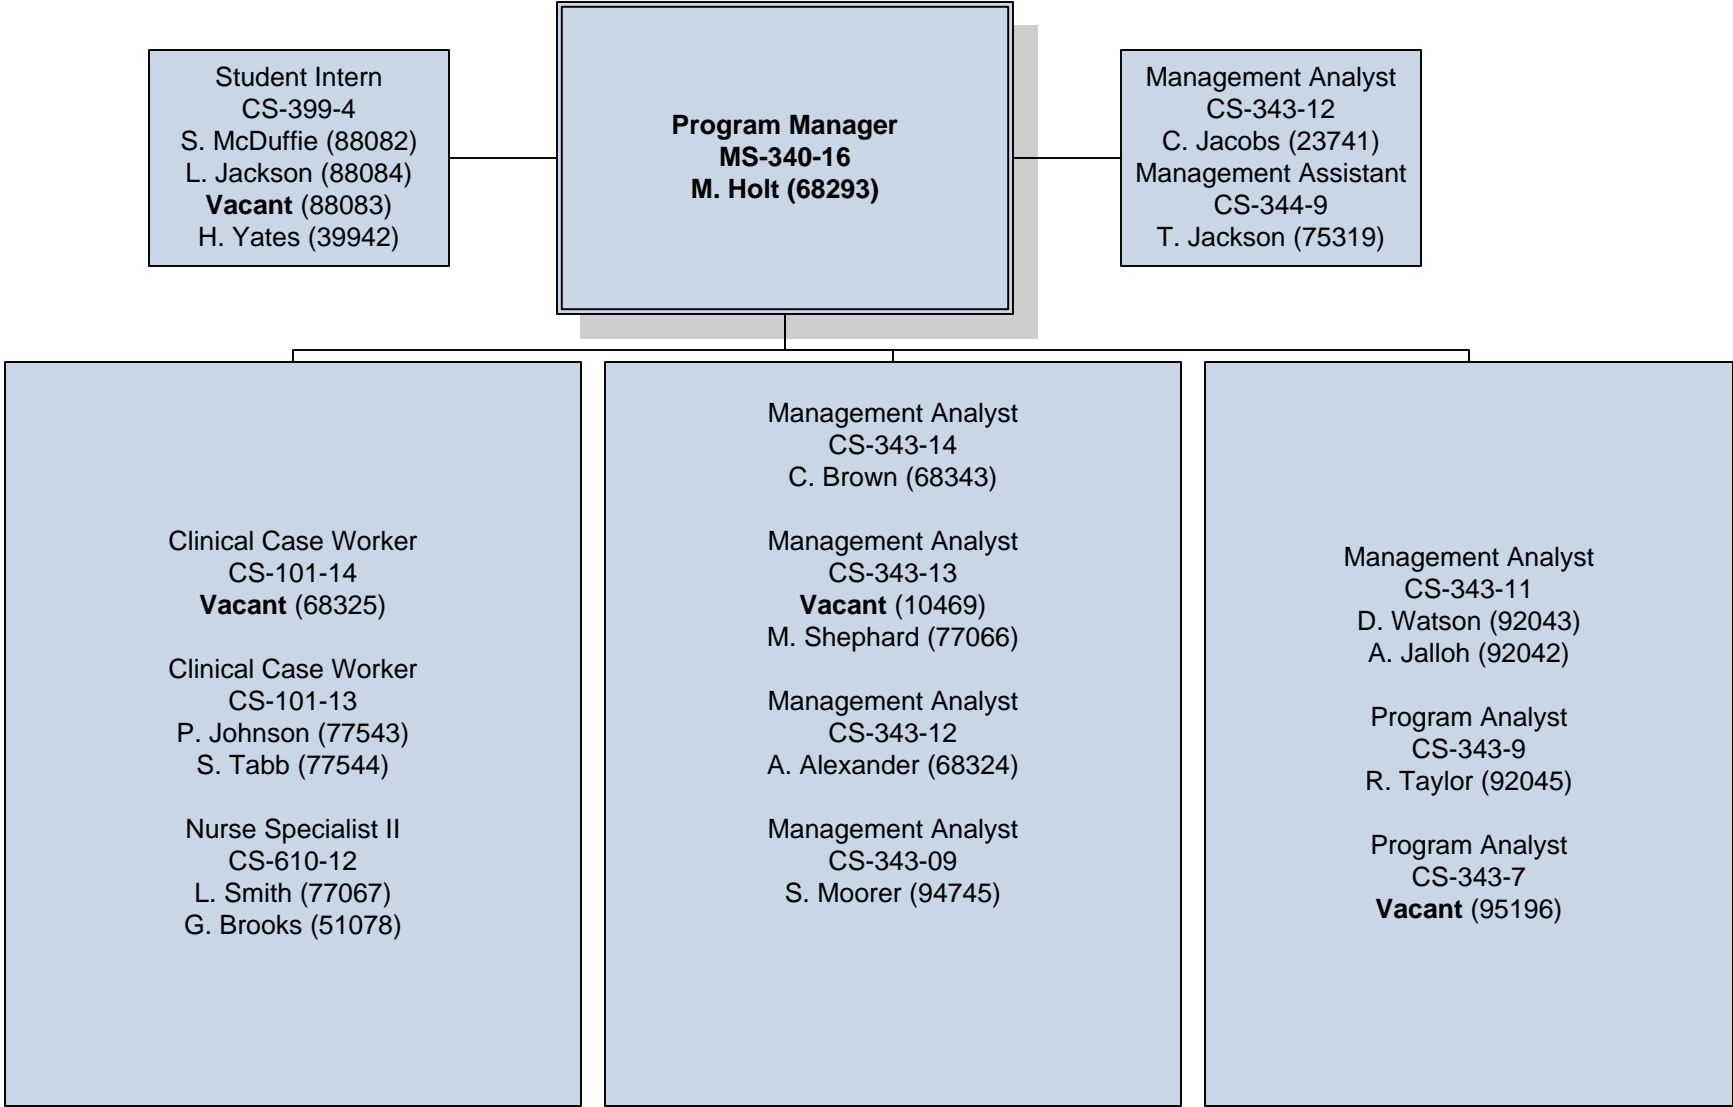 Student Intern
CS-399-4
S. McDuffie (88082)
L. Jackson (88084)
Vacant (88083)
H. Yates (39942)
Program Manager
MS-340-16
M. Holt (68293)
Management Analyst
CS-343-12
C. Jacobs (23741)
Management Assistant
CS-344-9
T. Jackson (75319)
Clinical Case Worker
CS-101-14
Vacant (68325)
Clinical Case Worker
CS-101-13
P. Johnson (77543)
S. Tabb (77544)
Nurse Specialist II
CS-610-12
L. Smith (77067)
G. Brooks (51078)
Management Analyst
CS-343-14
C. Brown (68343)
Management Analyst
CS-343-13
Vacant (10469)
M. Shephard (77066)
Management Analyst
CS-343-12
A. Alexander (68324)
Management Analyst
CS-343-09
S. Moorer (94745)
Management Analyst
CS-343-11
D. Watson (92043)
A. Jalloh (92042)
Program Analyst
CS-343-9
R. Taylor (92045)
Program Analyst
CS-343-7
Vacant (95196)